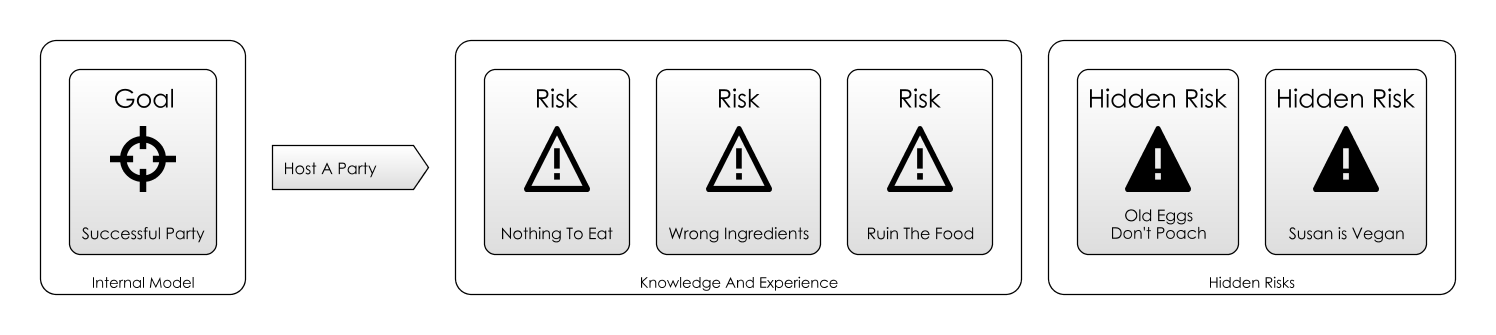 Goal
Successful Party
Internal Model
Host A Party
Risk
Nothing To Eat
Risk
Wrong Ingredients
Risk
Ruin The Food
Knowledge And Experience
Hidden Risk
Old Eggs
Don't Poach
Hidden Risk
Susan is Vegan
Hidden Risks